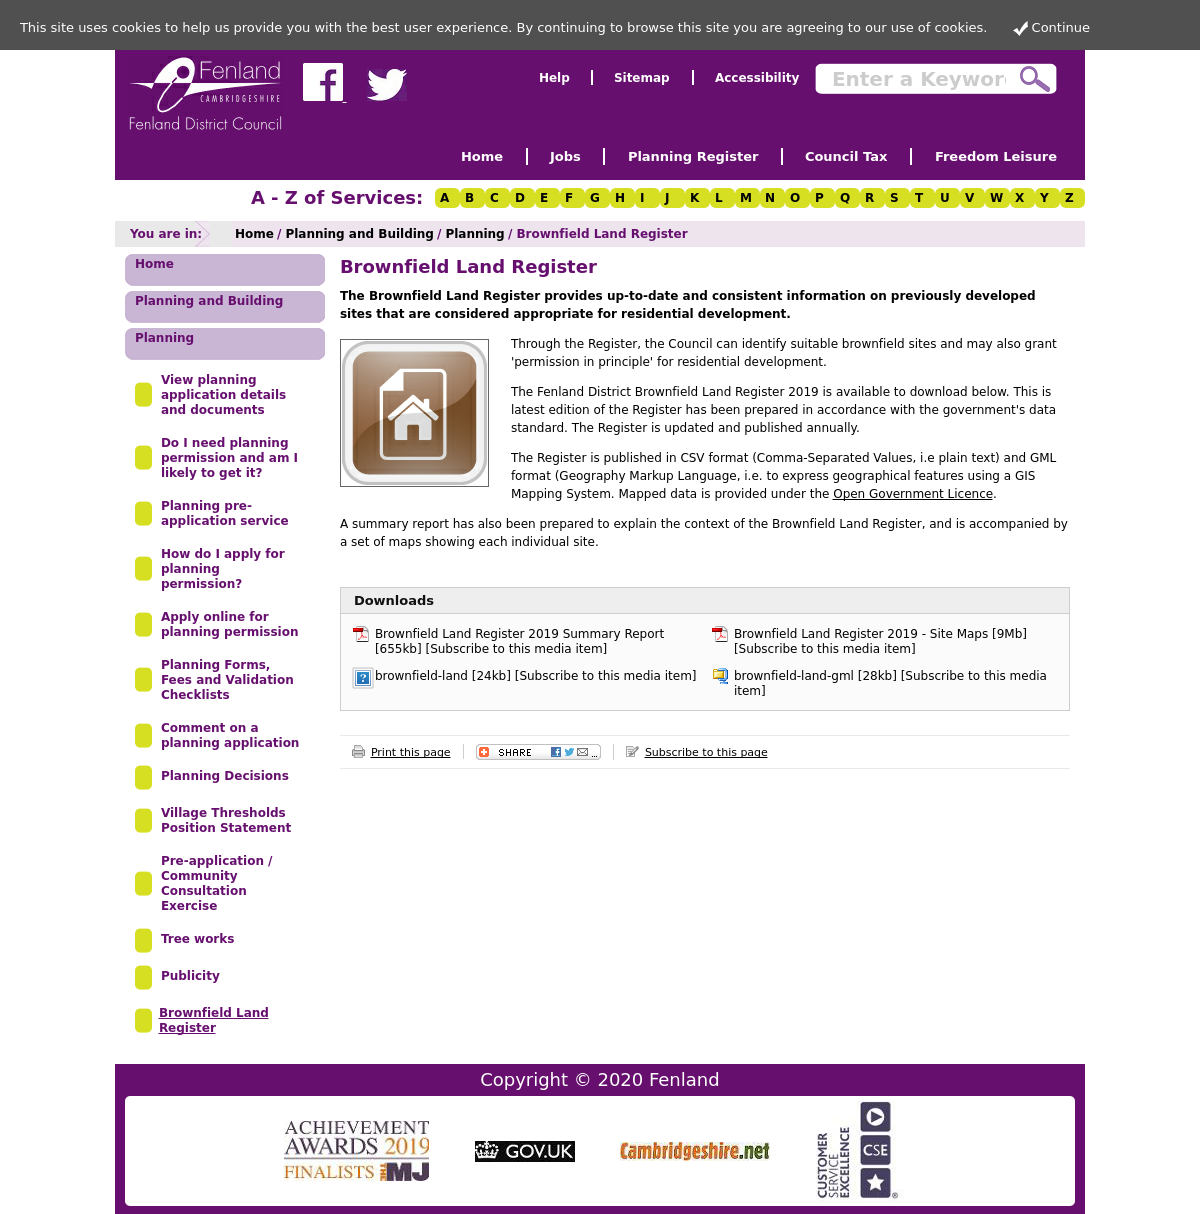 This site uses cookies to help us provide you with the best user experience. By continuing to browse this site you are agreeing to our use of cookies. Continue
Fenland
CAMBRIDGESHIRE
Fenland District Council
Help
Sitemap
Accessibility
Enter a Keyword
Home
Jobs
Planning Register
Council Tax
Freedom Leisure
A - Z of Services: A B C D E F G H I J K L M N O P Q R S T U V W X Y Z
You are in: Home / Planning and Building / Planning / Brownfield Land Register
Home
Planning and Building
Planning
View planning
application details
and documents
Do I need planning
permission and am I
likely to get it?
Planning pre-
application service
How do I apply for
planning
permission?
Apply online for
planning permission
Planning Forms,
Fees and Validation
Checklists
Comment on a
planning application
Planning Decisions
Village Thresholds
Position Statement
Pre-application /
Community
Consultation
Exercise
Tree works
Publicity
Brownfield Land
Register
Brownfield Land Register
The Brownfield Land Register provides up-to-date and consistent information on previously developed
sites that are considered appropriate for residential development.
Through the Register, the Council can identify suitable brownfield sites and may also grant
'permission in principle' for residential development.
The Fenland District Brownfield Land Register 2019 is available to download below. This is
latest edition of the Register has been prepared in accordance with the government's data
standard. The Register is updated and published annually.
The Register is published in CSV format (Comma-Separated Values, i.e plain text) and GML
format (Geography Markup Language, i.e. to express geographical features using a GIS
Mapping System. Mapped data is provided under the Open Government Licence.
A summary report has also been prepared to explain the context of the Brownfield Land Register, and is accompanied by
a set of maps showing each individual site.
Downloads
Brownfield Land Register 2019 Summary Report
[655kb] [Subscribe to this media item]
Brownfield Land Register 2019 - Site Maps [9Mb]
[Subscribe to this media item]
brownfield-land [24kb] [Subscribe to this media item]
brownfield-land-gml [28kb] [Subscribe to this media
item]
Print this page
SHARE ...
Subscribe to this page
Copyright © 2020 Fenland
ACHIEVEMENT
AWARDS 2019
FINALISTS THE MJ
GOV.UK
Cambridgeshire.net
CUSTOMER
SERVICE
EXCELLENCE
CSE
®